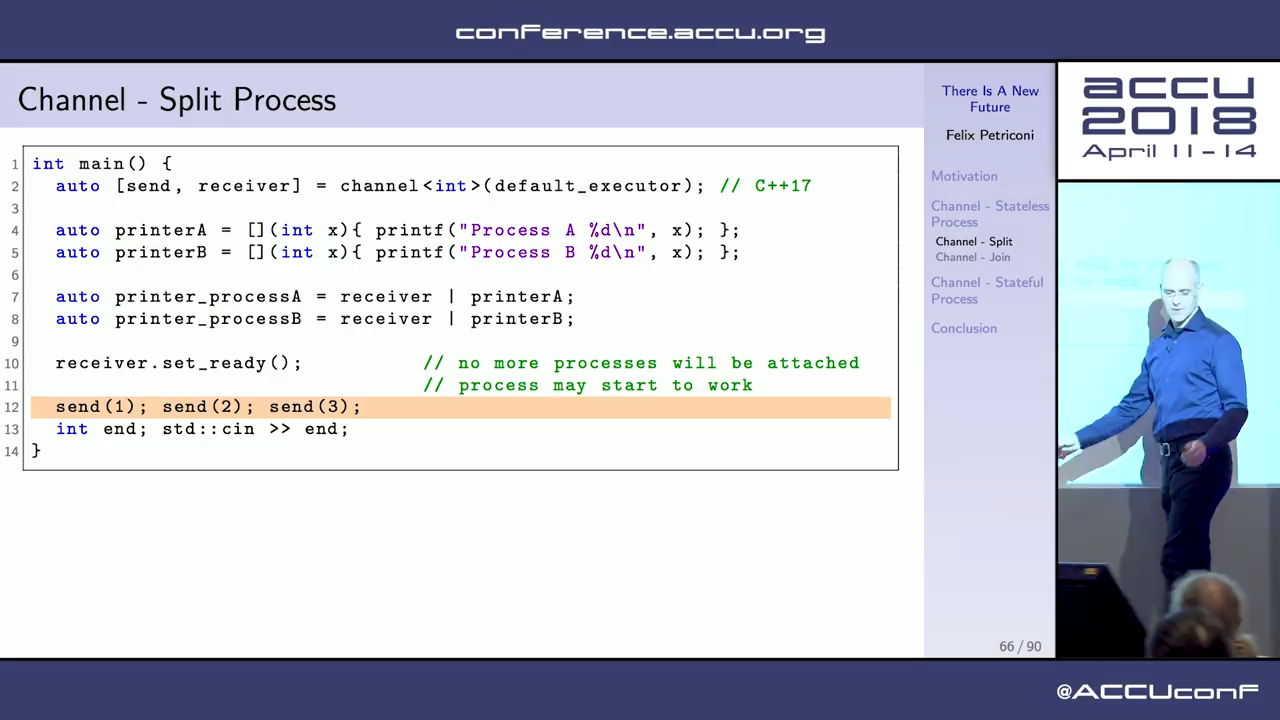 conference.accu.org
Channel - Split Process
1 int main() {
2 auto [send, receiver] = channel<int>(default_executor); // C++17
3
4 auto printerA = [](int x){ printf("Process A %d\n", x); };
5 auto printerB = [](int x){ printf("Process B %d\n", x); };
6
7 auto printer_processA = receiver | printerA;
8 auto printer_processB = receiver | printerB;
9
10 receiver.set_ready(); // no more processes will be attached
11 // process may start to work
12 send(1); send(2); send(3);
13 int end; std::cin >> end;
14 }
There Is A New
Future
Felix Petriconi
Motivation
Channel - Stateless
Process
Channel - Split
Channel - Join
Channel - Stateful
Process
Conclusion
66 / 90
accu
2018
April 11-14
@ACCUconf